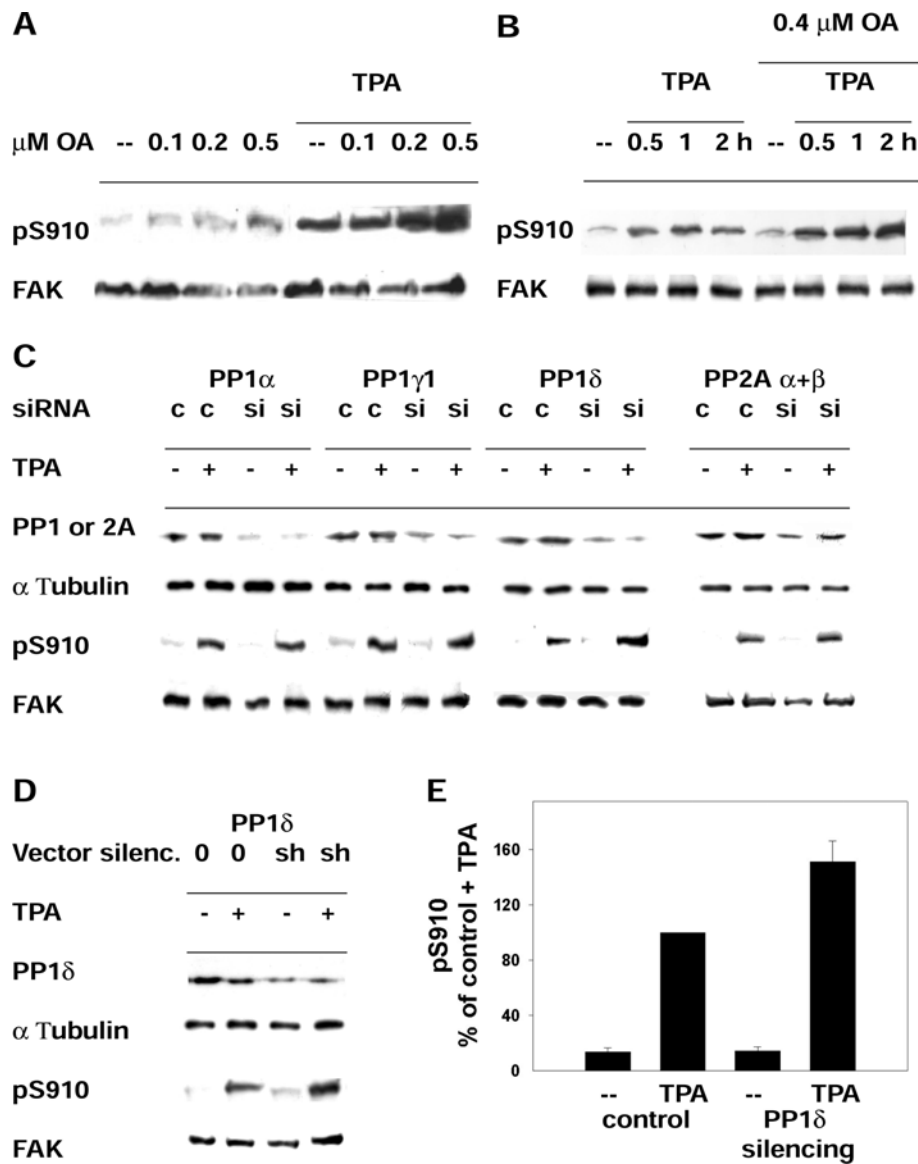 A
TPA
μM OA -- 0.1 0.2 0.5 -- 0.1 0.2 0.5
pS910
FAK
B
0.4 μM OA
TPA TPA
-- 0.5 1 2 h -- 0.5 1 2 h
pS910
FAK
C
PP1α PP1γ1 PP1δ PP2A α+β
siRNA c c si si c c si si c c si si c c si si
TPA - + - + - + - + - + - + - + - +
PP1 or 2A
α Tubulin
pS910
FAK
D
PP1δ
Vector silenc. 0 0 sh sh
TPA - + - +
PP1δ
α Tubulin
pS910
FAK
E
pS910
% of control + TPA
160
120
80
40
0
-- TPA -- TPA
control PP1δ
silencing